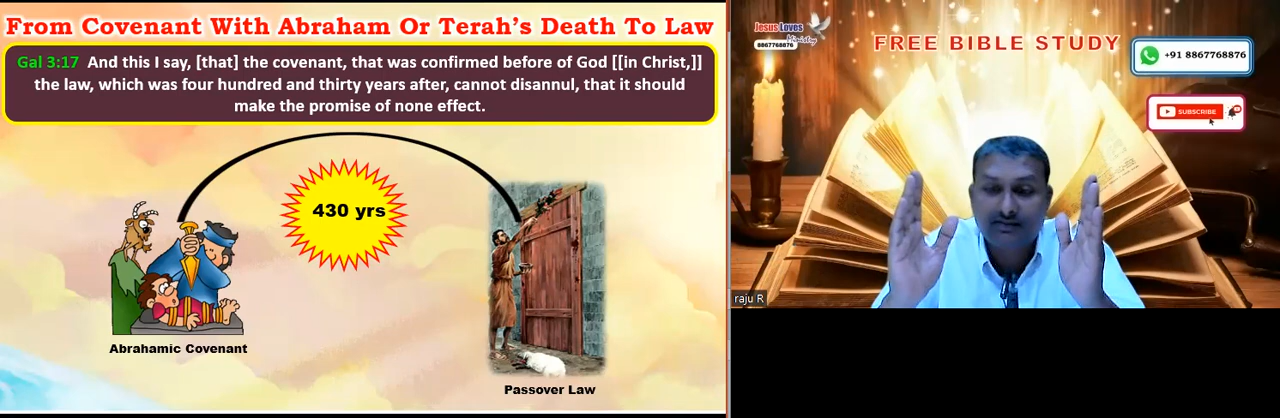 From Covenant With Abraham Or Terah’s Death To Law
Gal 3:17 And this I say, [that] the covenant, that was confirmed before of God [[in Christ,]]
the law, which was four hundred and thirty years after, cannot disannul, that it should
make the promise of none effect.
430 yrs
Abrahamic Covenant
Passover Law
Jesus Loves
Ministry
8867768876
FREE BIBLE STUDY
+91 8867768876
SUBSCRIBE
raju R